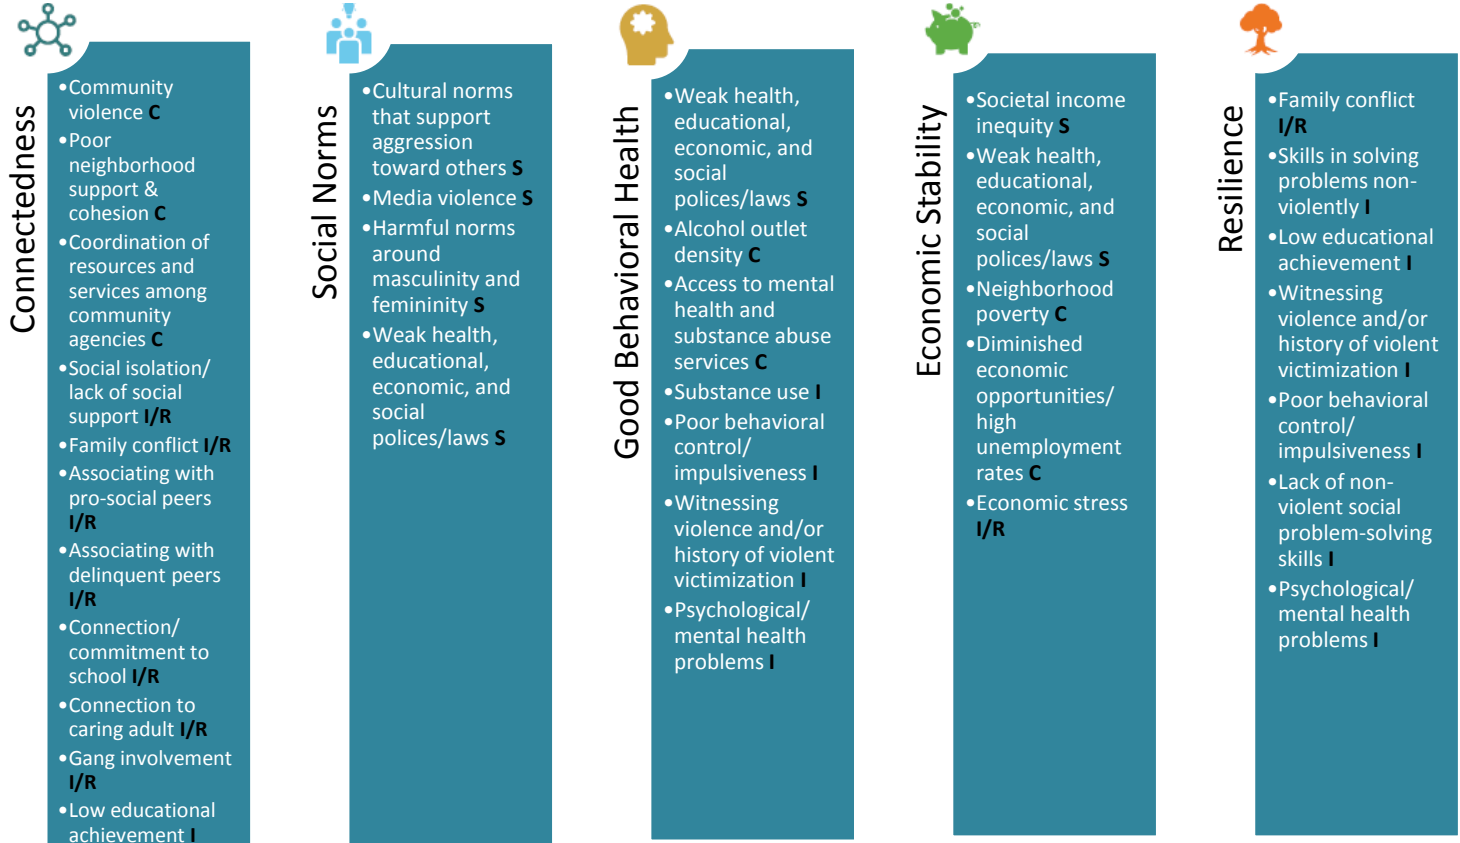 Connectedness
•Community
violence C
•Poor
neighborhood
support &
cohesion C
•Coordination of
resources and
services among
community
agencies C
•Social isolation/
lack of social
support I/R
•Family conflict I/R
•Associating with
pro-social peers
I/R
•Associating with
delinquent peers
I/R
•Connection/
commitment to
school I/R
•Connection to
caring adult I/R
•Gang involvement
I/R
•Low educational
achievement I
Social Norms
•Cultural norms
that support
aggression
toward others S
•Media violence S
•Harmful norms
around
masculinity and
femininity S
•Weak health,
educational,
economic, and
social
polices/laws S
Good Behavioral Health
•Weak health,
educational,
economic, and
social
polices/laws S
•Alcohol outlet
density C
•Access to mental
health and
substance abuse
services C
•Substance use I
•Poor behavioral
control/
impulsiveness I
•Witnessing
violence and/or
history of violent
victimization I
•Psychological/
mental health
problems I
Economic Stability
•Societal income
inequity S
•Weak health,
educational,
economic, and
social
polices/laws S
•Neighborhood
poverty C
•Diminished
economic
opportunities/
high
unemployment
rates C
•Economic stress
I/R
Resilience
•Family conflict
I/R
•Skills in solving
problems non-
violently I
•Low educational
achievement I
•Witnessing
violence and/or
history of violent
victimization I
•Poor behavioral
control/
impulsiveness I
•Lack of non-
violent social
problem-solving
skills I
•Psychological/
mental health
problems I